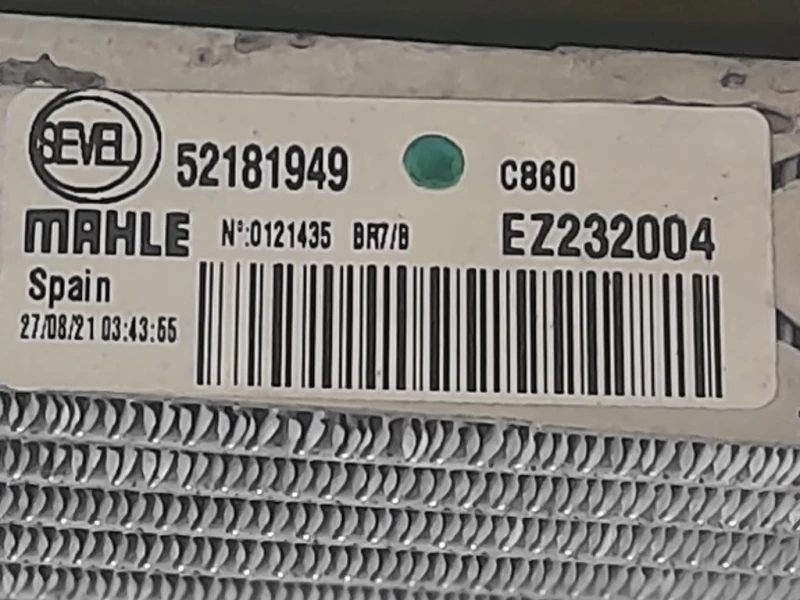 SEVEL 52181949 C860
MAHLE N°:0121435 BR7/B EZ232004
Spain
27/08/21 03:43:55